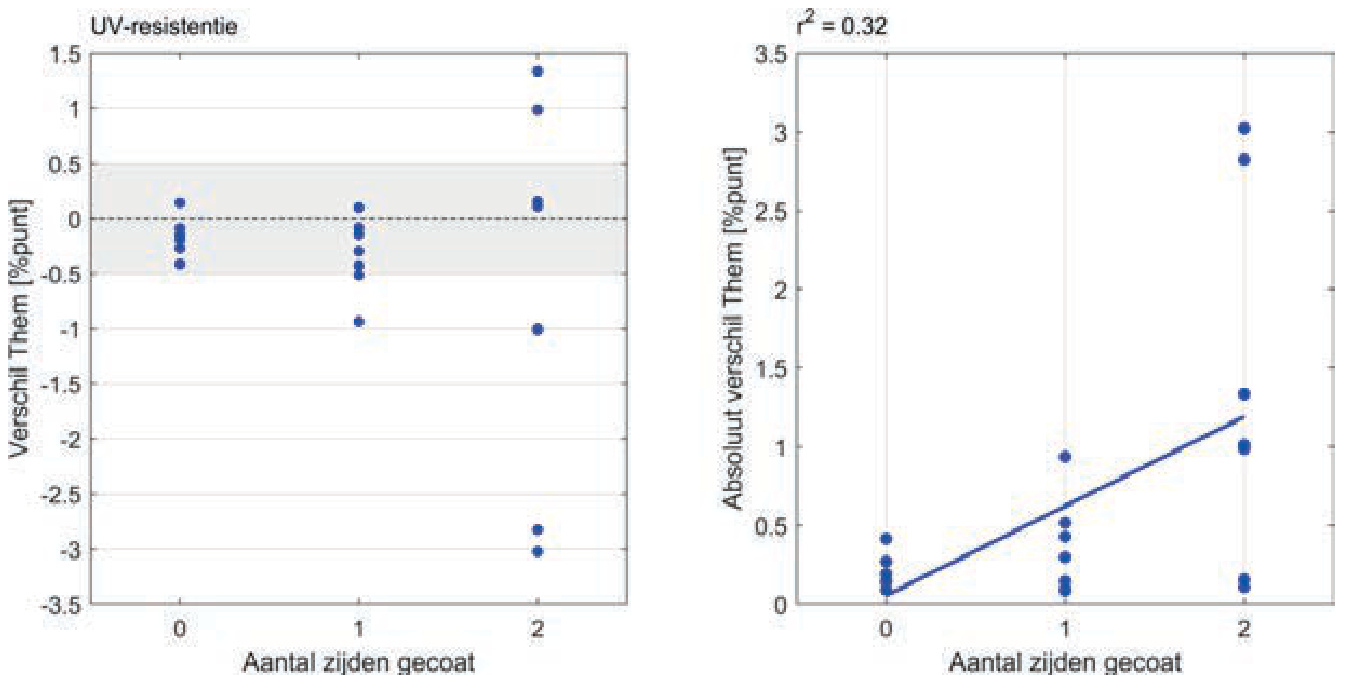 UV-resistentie
1.5
1
0.5
0
-0.5
-1
-1.5
-2
-2.5
-3
-3.5
Verschil Them [%punt]
0 1 2
Aantal zijden gecoat
r² = 0.32
3.5
3
2.5
2
1.5
1
0.5
0
Absoluut verschil Them [%punt]
0 1 2
Aantal zijden gecoat